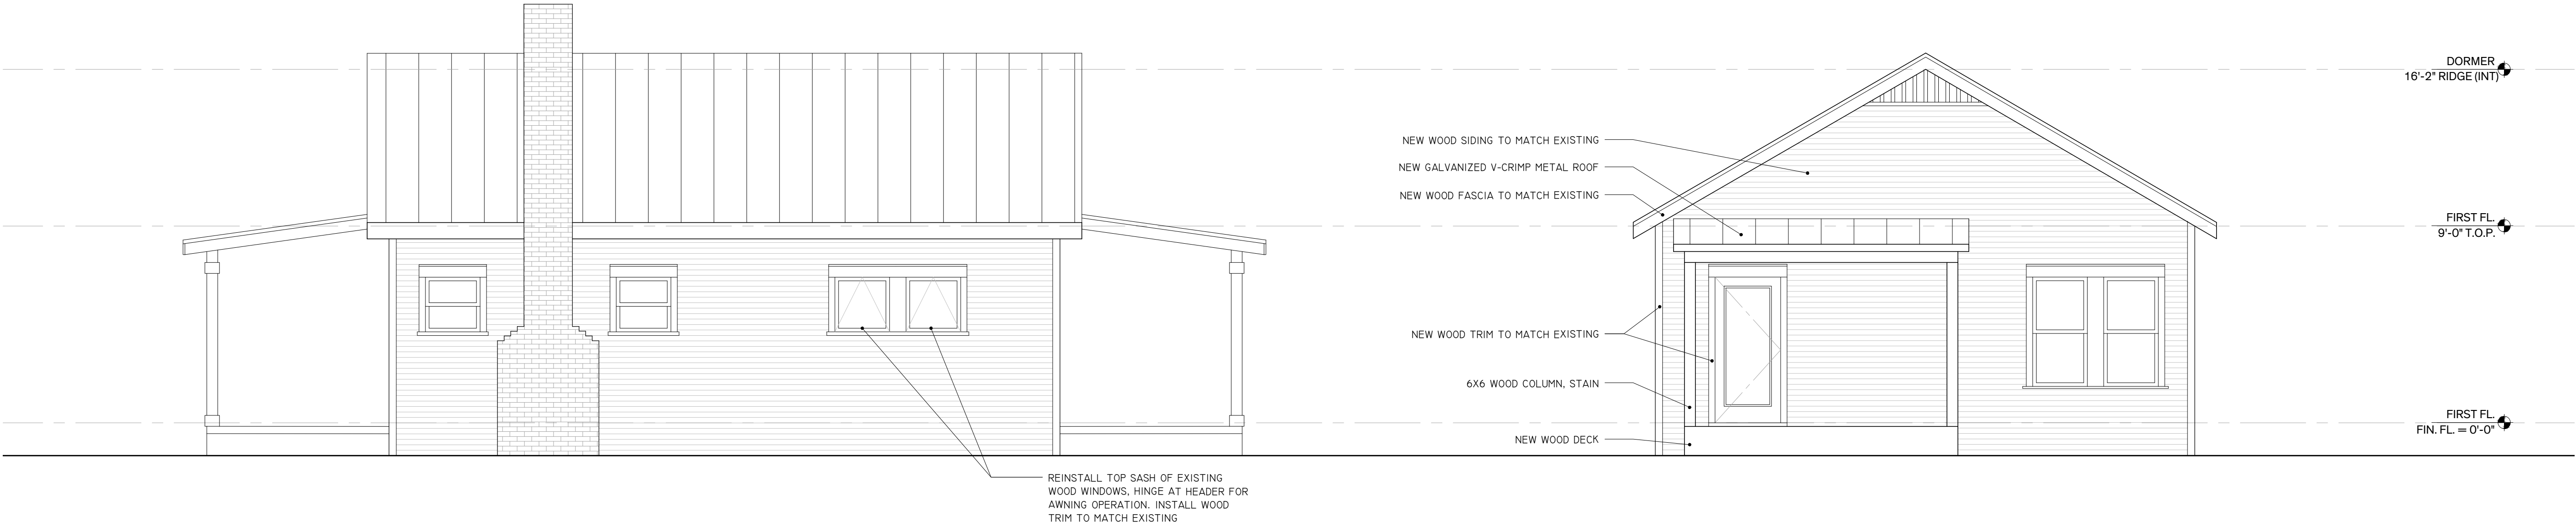 DORMER
16'-2" RIDGE (INT)
NEW WOOD SIDING TO MATCH EXISTING
NEW GALVANIZED V-CRIMP METAL ROOF
NEW WOOD FASCIA TO MATCH EXISTING
FIRST FL.
9'-0" T.O.P.
NEW WOOD TRIM TO MATCH EXISTING
6X6 WOOD COLUMN, STAIN
FIRST FL.
FIN. FL. = 0'-0"
NEW WOOD DECK
REINSTALL TOP SASH OF EXISTING
WOOD WINDOWS, HINGE AT HEADER FOR
AWNING OPERATION. INSTALL WOOD
TRIM TO MATCH EXISTING